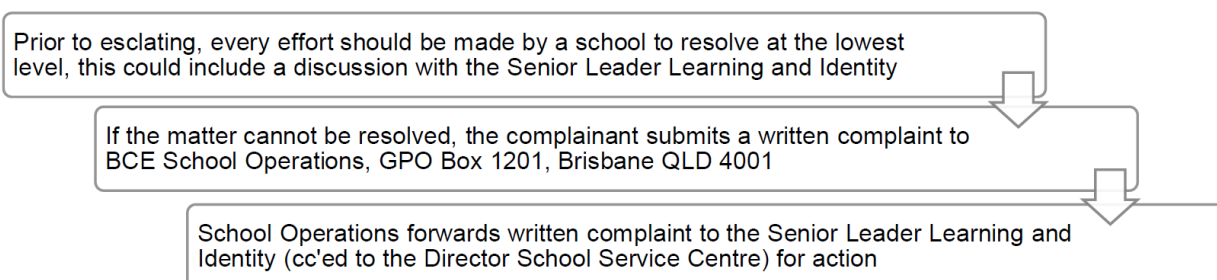 Prior to esclating, every effort should be made by a school to resolve at the lowest
level, this could include a discussion with the Senior Leader Learning and Identity
If the matter cannot be resolved, the complainant submits a written complaint to
BCE School Operations, GPO Box 1201, Brisbane QLD 4001
School Operations forwards written complaint to the Senior Leader Learning and
Identity (cc'ed to the Director School Service Centre) for action